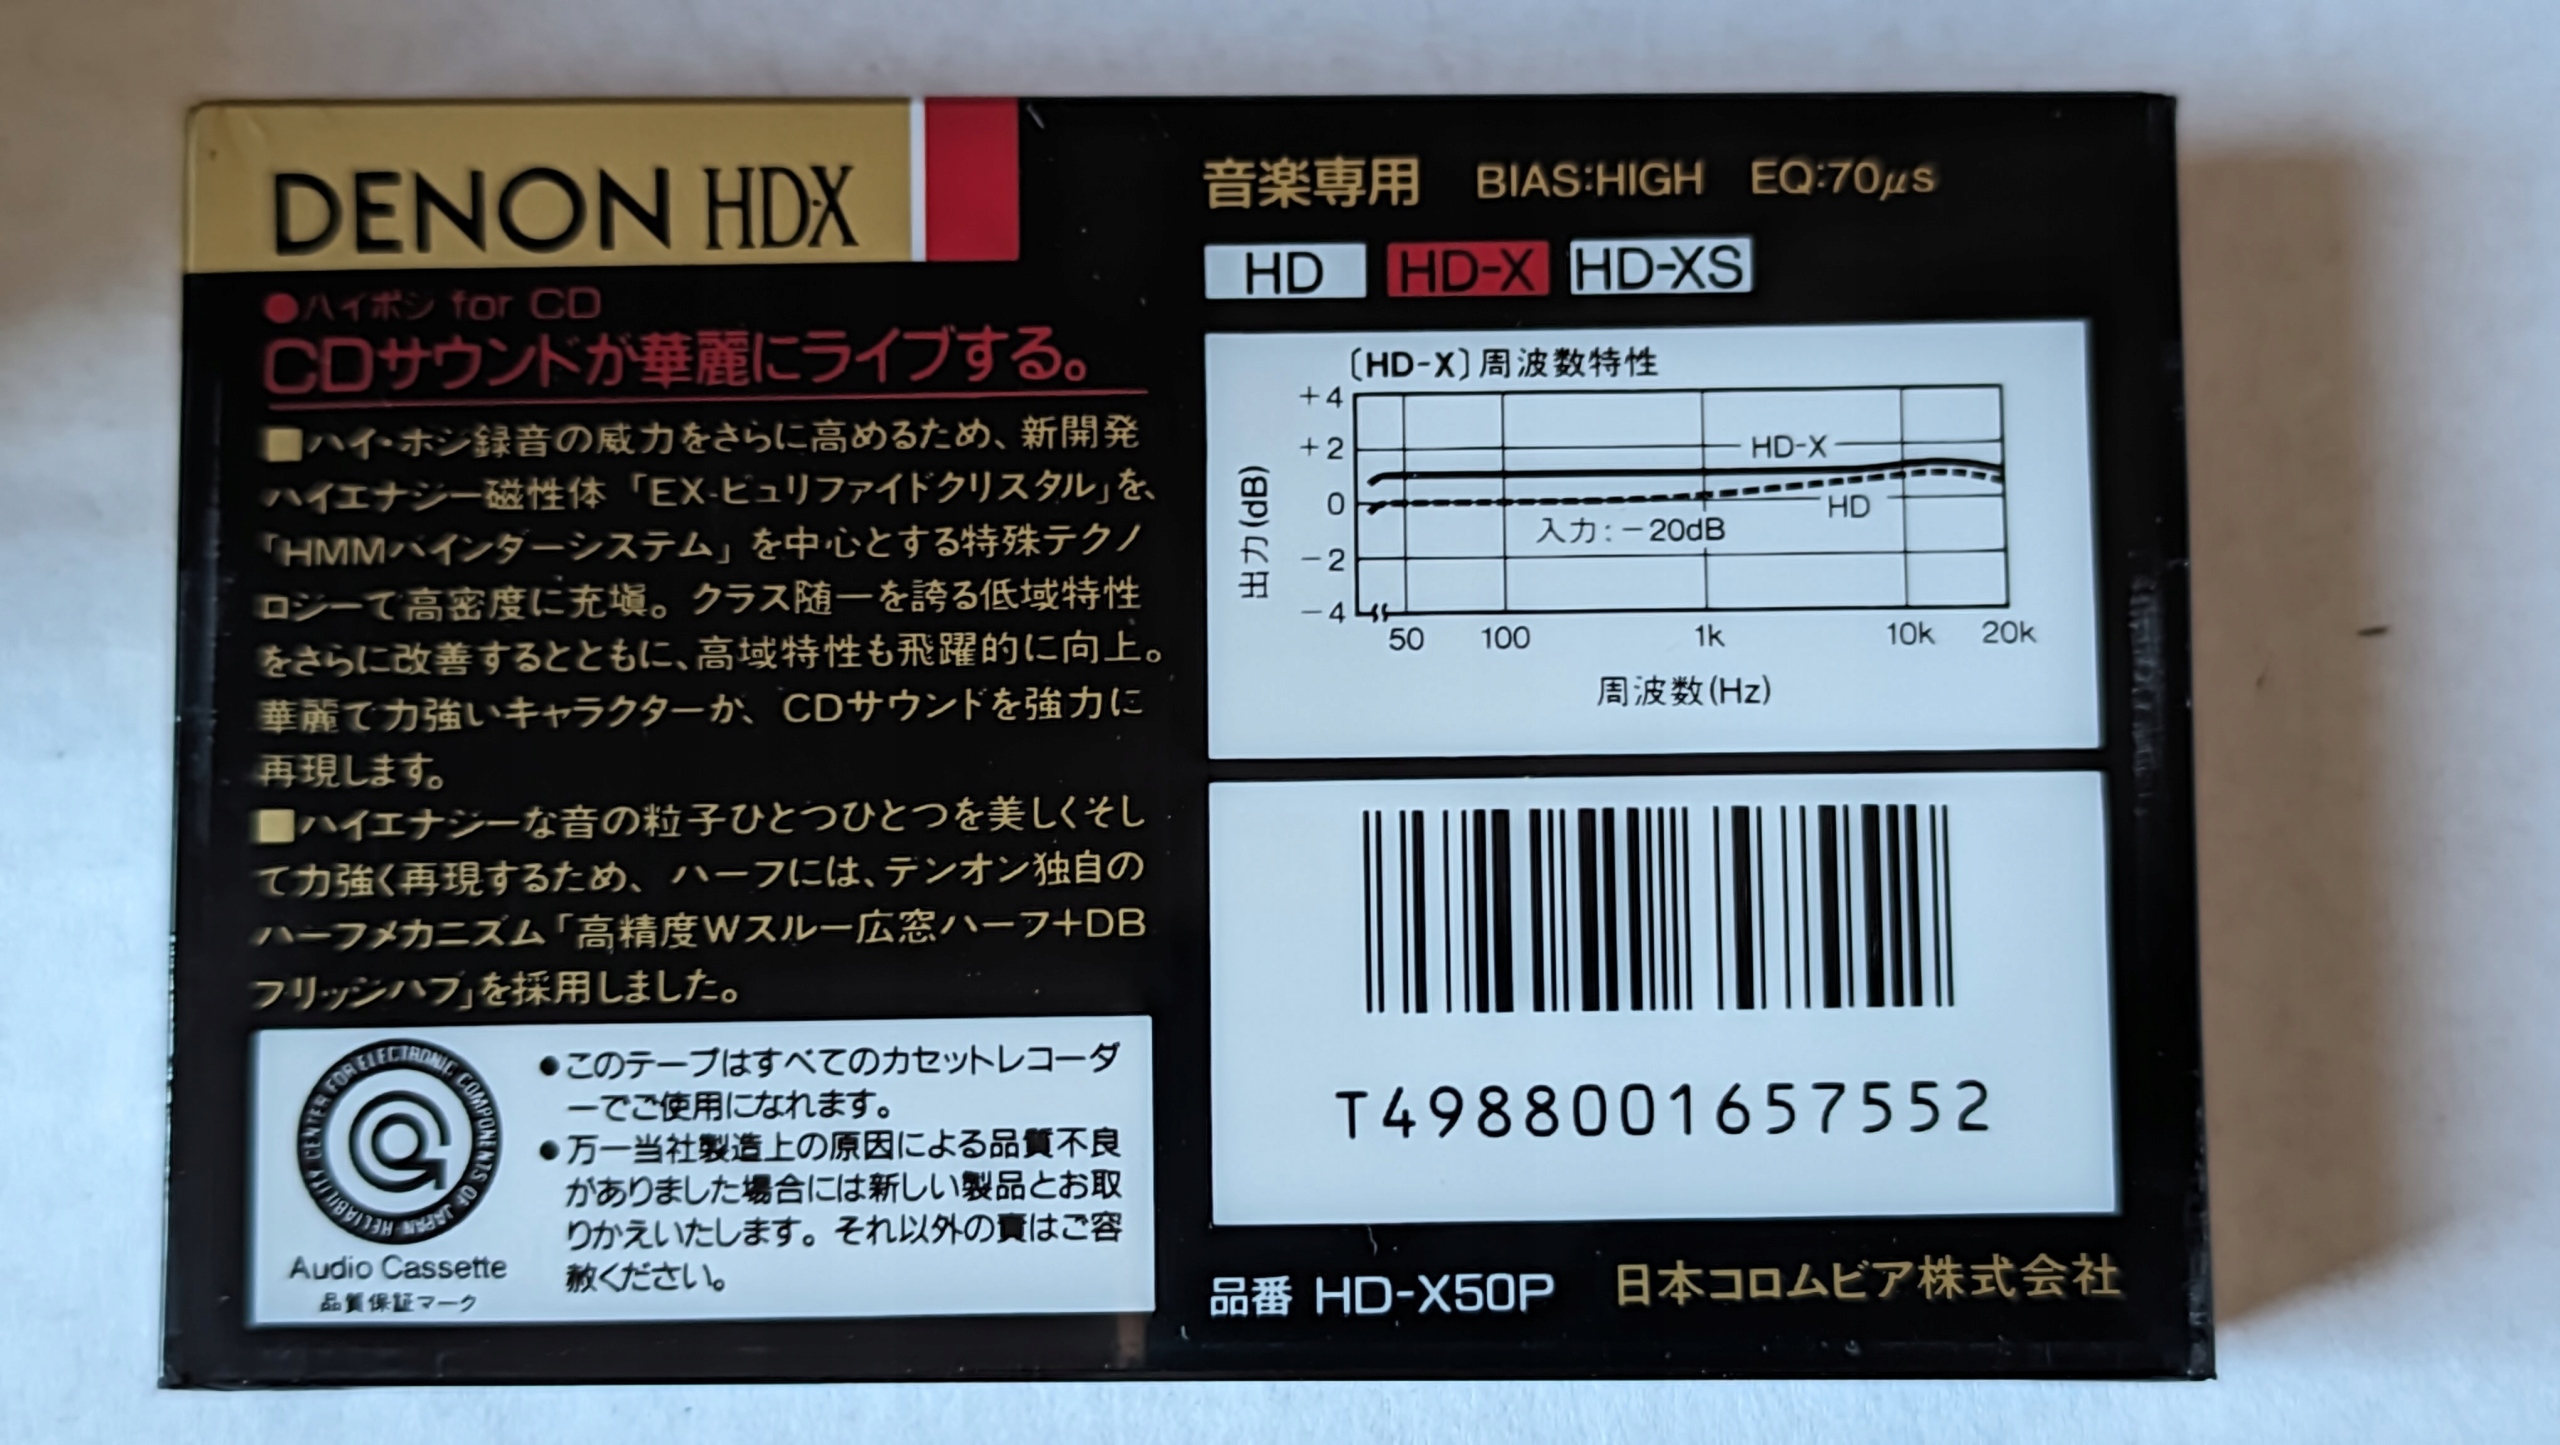 DENON HD-X
●ハイポジ for CD
CDサウンドが華麗にライブする。
■ハイ・ポジ録音の威力をさらに高めるため、新開発
ハイエナジー磁性体「EX-ピュリファイドクリスタル」を、
「HMMバインダーシステム」を中心とする特殊テクノ
ロジーで高密度に充塡。クラス随一を誇る低域特性
をさらに改善するとともに、高域特性も飛躍的に向上。
華麗で力強いキャラクターが、CDサウンドを強力に
再現します。
■ハイエナジーな音の粒子ひとつひとつを美しくそし
て力強く再現するため、ハーフには、デンオン独自の
ハーフメカニズム「高精度Wスルー広窓ハーフ+DB
フリッジハブ」を採用しました。
RELIABILITY CENTER FOR ELECTRONIC COMPONENTS OF JAPAN
Audio Cassette
品質保証マーク
●このテープはすべてのカセットレコーダ
ーでご使用になれます。
●万一当社製造上の原因による品質不良
がありました場合には新しい製品とお取
りかえいたします。それ以外の責はご容
赦ください。
音楽専用 BIAS:HIGH EQ:70μs
HD HD-X HD-XS
〔HD-X〕周波数特性
+4
+2
0
-2
-4
出力(dB)
HD-X
HD
入力:-20dB
50 100 1k 10k 20k
周波数(Hz)
T4988001657552
品番 HD-X50P 日本コロムビア株式会社